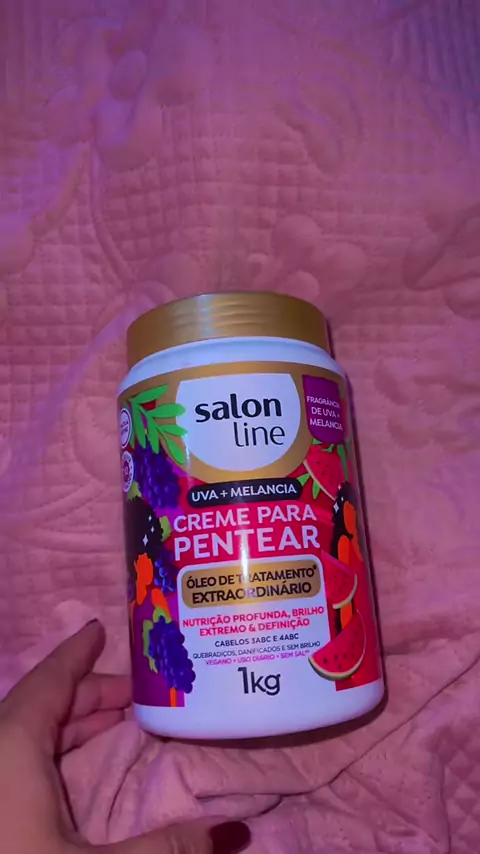 salon
line
FRAGRÂNCIA
DE UVA +
MELANCIA
UVA + MELANCIA
CREME PARA
PENTEAR
ÓLEO DE TRATAMENTO*
EXTRAORDINÁRIO
NUTRIÇÃO PROFUNDA, BRILHO
EXTREMO & DEFINIÇÃO
CABELOS 3ABC E 4ABC
QUEBRADIÇOS, DANIFICADOS E SEM BRILHO
VEGANO • USO DIÁRIO • SEM SAL**
1kg